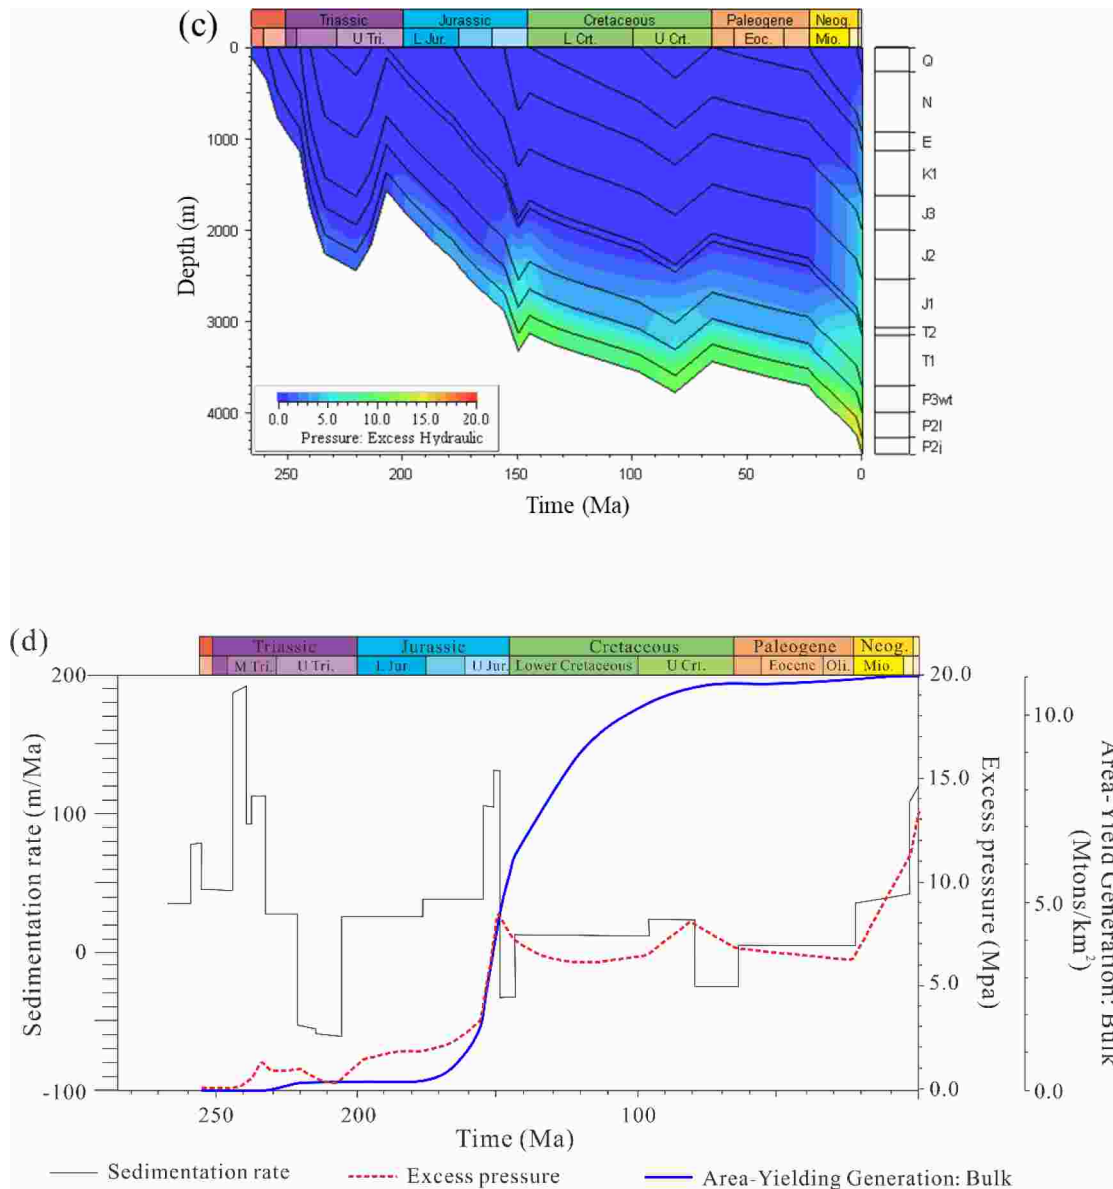 (c)
Triassic Jurassic Cretaceous Paleogene Neog.
U Tri. L Jur. L Crt. U Crt. Eoc. Mio.
0
1000
2000
3000
4000
Depth (m)
Q
N
E
K1
J3
J2
J1
T2
T1
P3wt
P2l
P2j
0.0 5.0 10.0 15.0 20.0
Pressure: Excess Hydraulic
250 200 150 100 50 0
Time (Ma)
(d)
Triassic Jurassic Cretaceous Paleogene Neog.
M Tri. U Tri. L Jur. U Jur. Lower Cretaceous U Crt. Eocene Oli. Mio.
200
100
0
-100
Sedimentation rate (m/Ma)
20.0
15.0
10.0
5.0
0.0
Excess pressure (Mpa)
10.0
5.0
0.0
Area-Yield Generation: Bulk
(Mtons/km²)
250 200 100
Time (Ma)
Sedimentation rate Excess pressure Area-Yielding Generation: Bulk